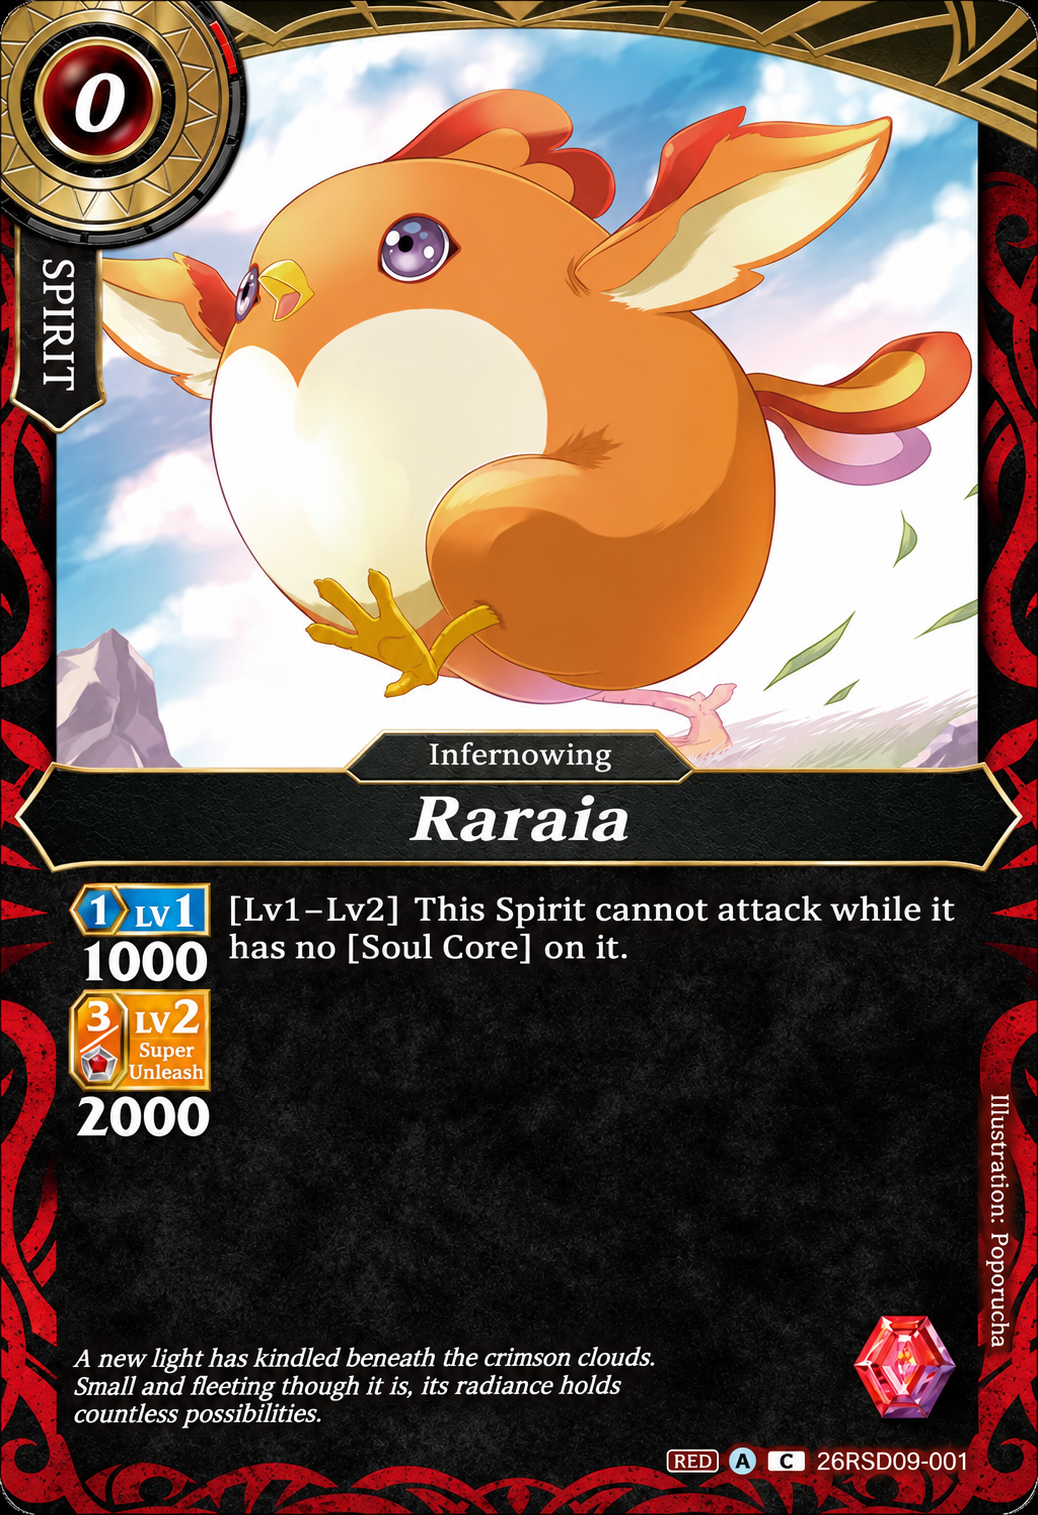 0
SPIRIT
Infernowing
Raraia
1 LV1
1000
[Lv1–Lv2] This Spirit cannot attack while it
has no [Soul Core] on it.
3 LV2
Super
Unleash
2000
Illustration: Poporucha
A new light has kindled beneath the crimson clouds.
Small and fleeting though it is, its radiance holds
countless possibilities.
RED A C 26RSD09-001